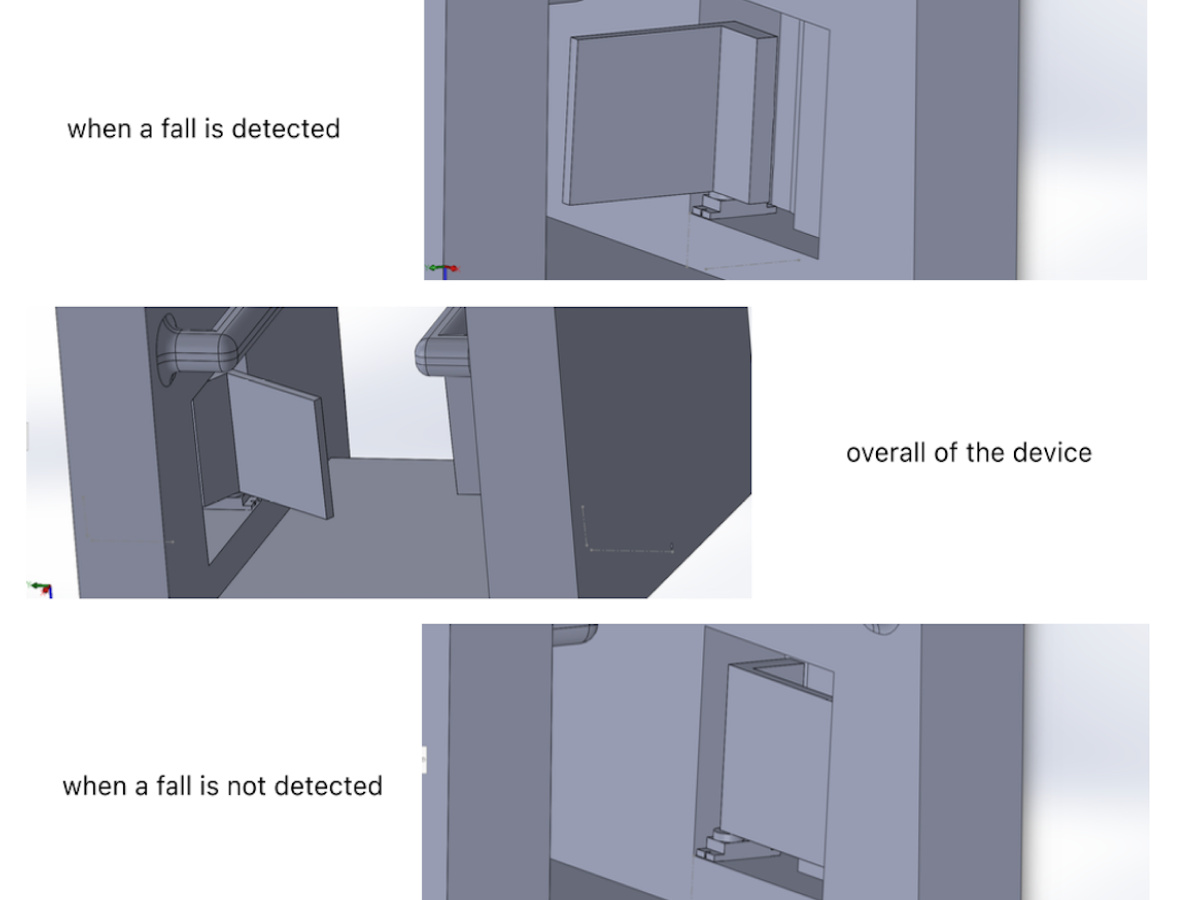 when a fall is detected
overall of the device
when a fall is not detected